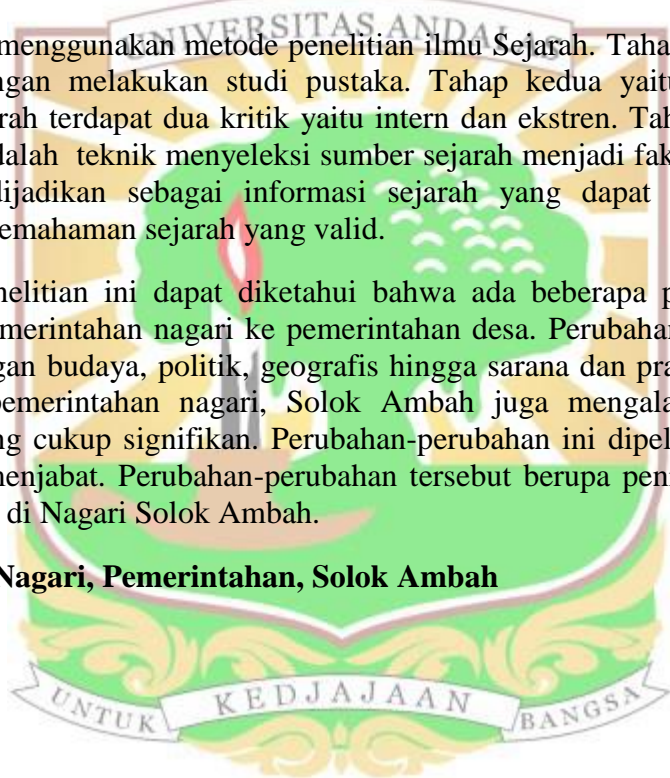 UNIVERSITAS ANDALAS
menggunakan metode penelitian ilmu Sejarah. Taha
ngan melakukan studi pustaka. Tahap kedua yaitu
arah terdapat dua kritik yaitu intern dan ekstren. Tah
dalah teknik menyeleksi sumber sejarah menjadi fak
dijadikan sebagai informasi sejarah yang dapat
emahaman sejarah yang valid.
nelitian ini dapat diketahui bahwa ada beberapa p
merintahan nagari ke pemerintahan desa. Perubahan
gan budaya, politik, geografis hingga sarana dan pra
pemerintahan nagari, Solok Ambah juga mengala
ng cukup signifikan. Perubahan-perubahan ini dipel
menjabat. Perubahan-perubahan tersebut berupa peni
di Nagari Solok Ambah.
Nagari, Pemerintahan, Solok Ambah
UNTUK KEDJAJAAN BANGSA